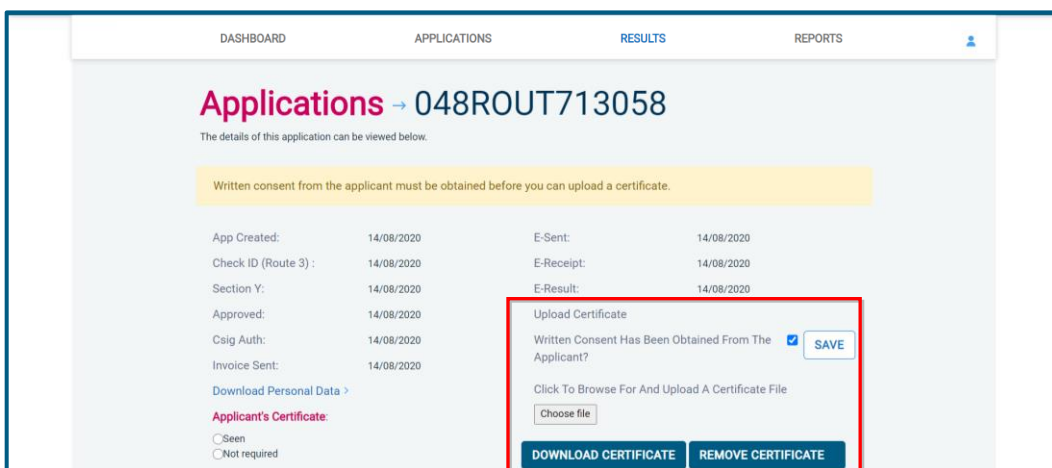 DASHBOARD APPLICATIONS RESULTS REPORTS
Applications → 048ROUT713058
The details of this application can be viewed below.
Written consent from the applicant must be obtained before you can upload a certificate.
App Created: 14/08/2020
Check ID (Route 3) : 14/08/2020
Section Y: 14/08/2020
Approved: 14/08/2020
Csig Auth: 14/08/2020
Invoice Sent: 14/08/2020
Download Personal Data >
Applicant's Certificate:
Seen
Not required
E-Sent: 14/08/2020
E-Receipt: 14/08/2020
E-Result: 14/08/2020
Upload Certificate
Written Consent Has Been Obtained From The
Applicant?
SAVE
Click To Browse For And Upload A Certificate File
Choose file
DOWNLOAD CERTIFICATE REMOVE CERTIFICATE